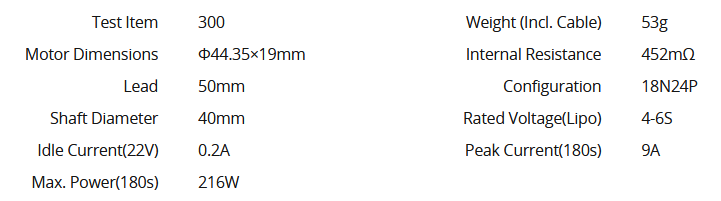 Test Item 300 Weight (Incl. Cable) 53g
Motor Dimensions Φ44.35×19mm Internal Resistance 452mΩ
Lead 50mm Configuration 18N24P
Shaft Diameter 40mm Rated Voltage(Lipo) 4-6S
Idle Current(22V) 0.2A Peak Current(180s) 9A
Max. Power(180s) 216W